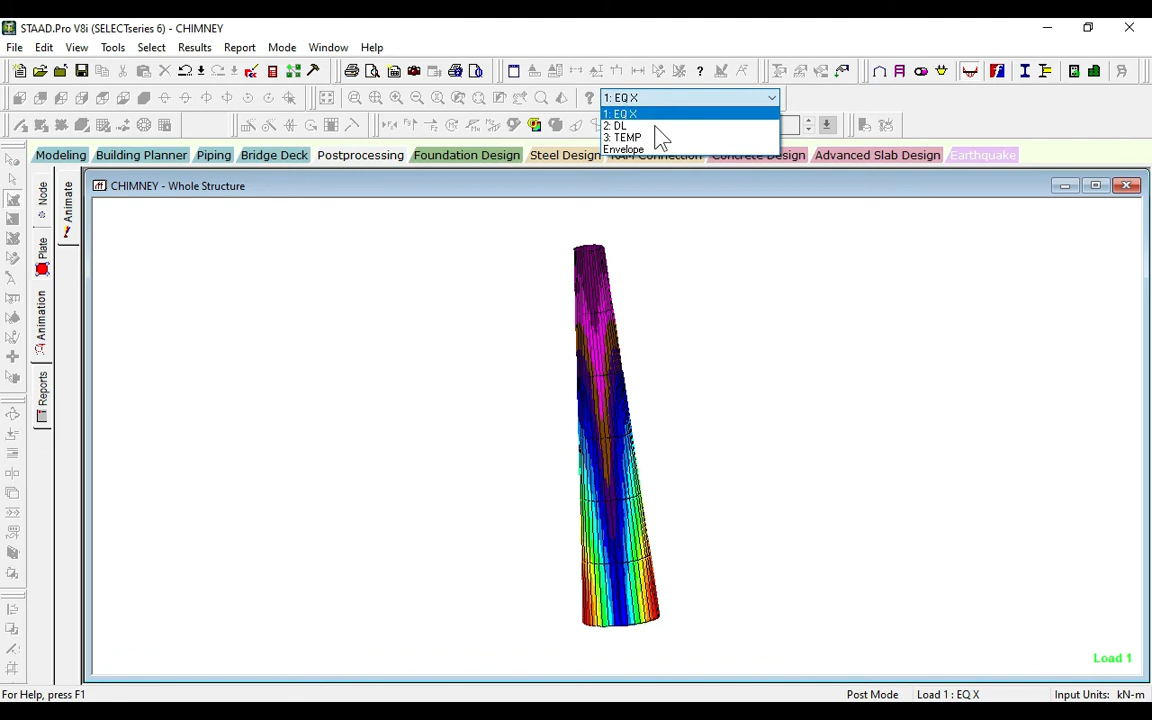 STAAD.Pro V8i (SELECTseries 6) - CHIMNEY
File Edit View Tools Select Results Report Mode Window Help
1: EQ X
1: EQ X
2: DL
3: TEMP
Envelope
Modeling Building Planner Piping Bridge Deck Postprocessing Foundation Design Steel Design RAM Connection Concrete Design Advanced Slab Design Earthquake
CHIMNEY - Whole Structure
Node
Plate
Animation
Reports
Animate
Load 1
For Help, press F1 Post Mode Load 1 : EQ X Input Units: kN-m